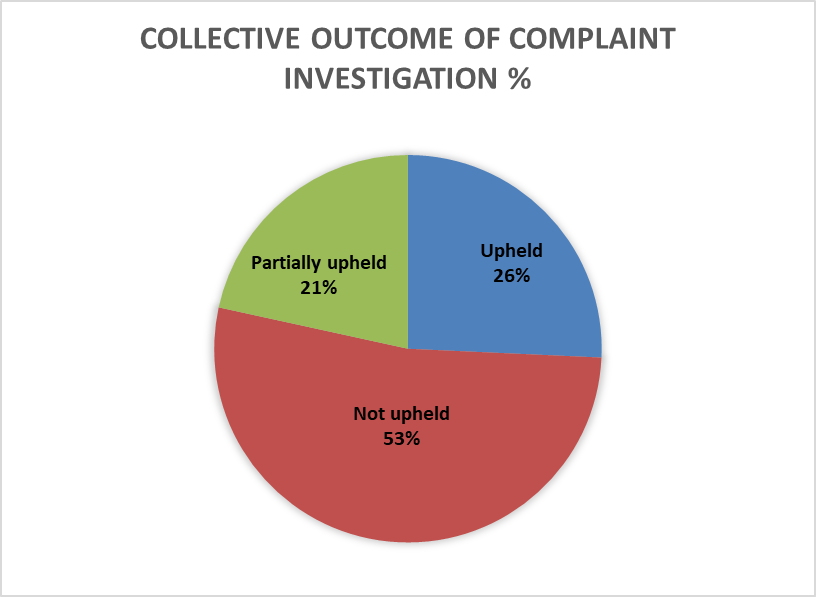 COLLECTIVE OUTCOME OF COMPLAINT
INVESTIGATION %
Partially upheld
21%
Upheld
26%
Not upheld
53%